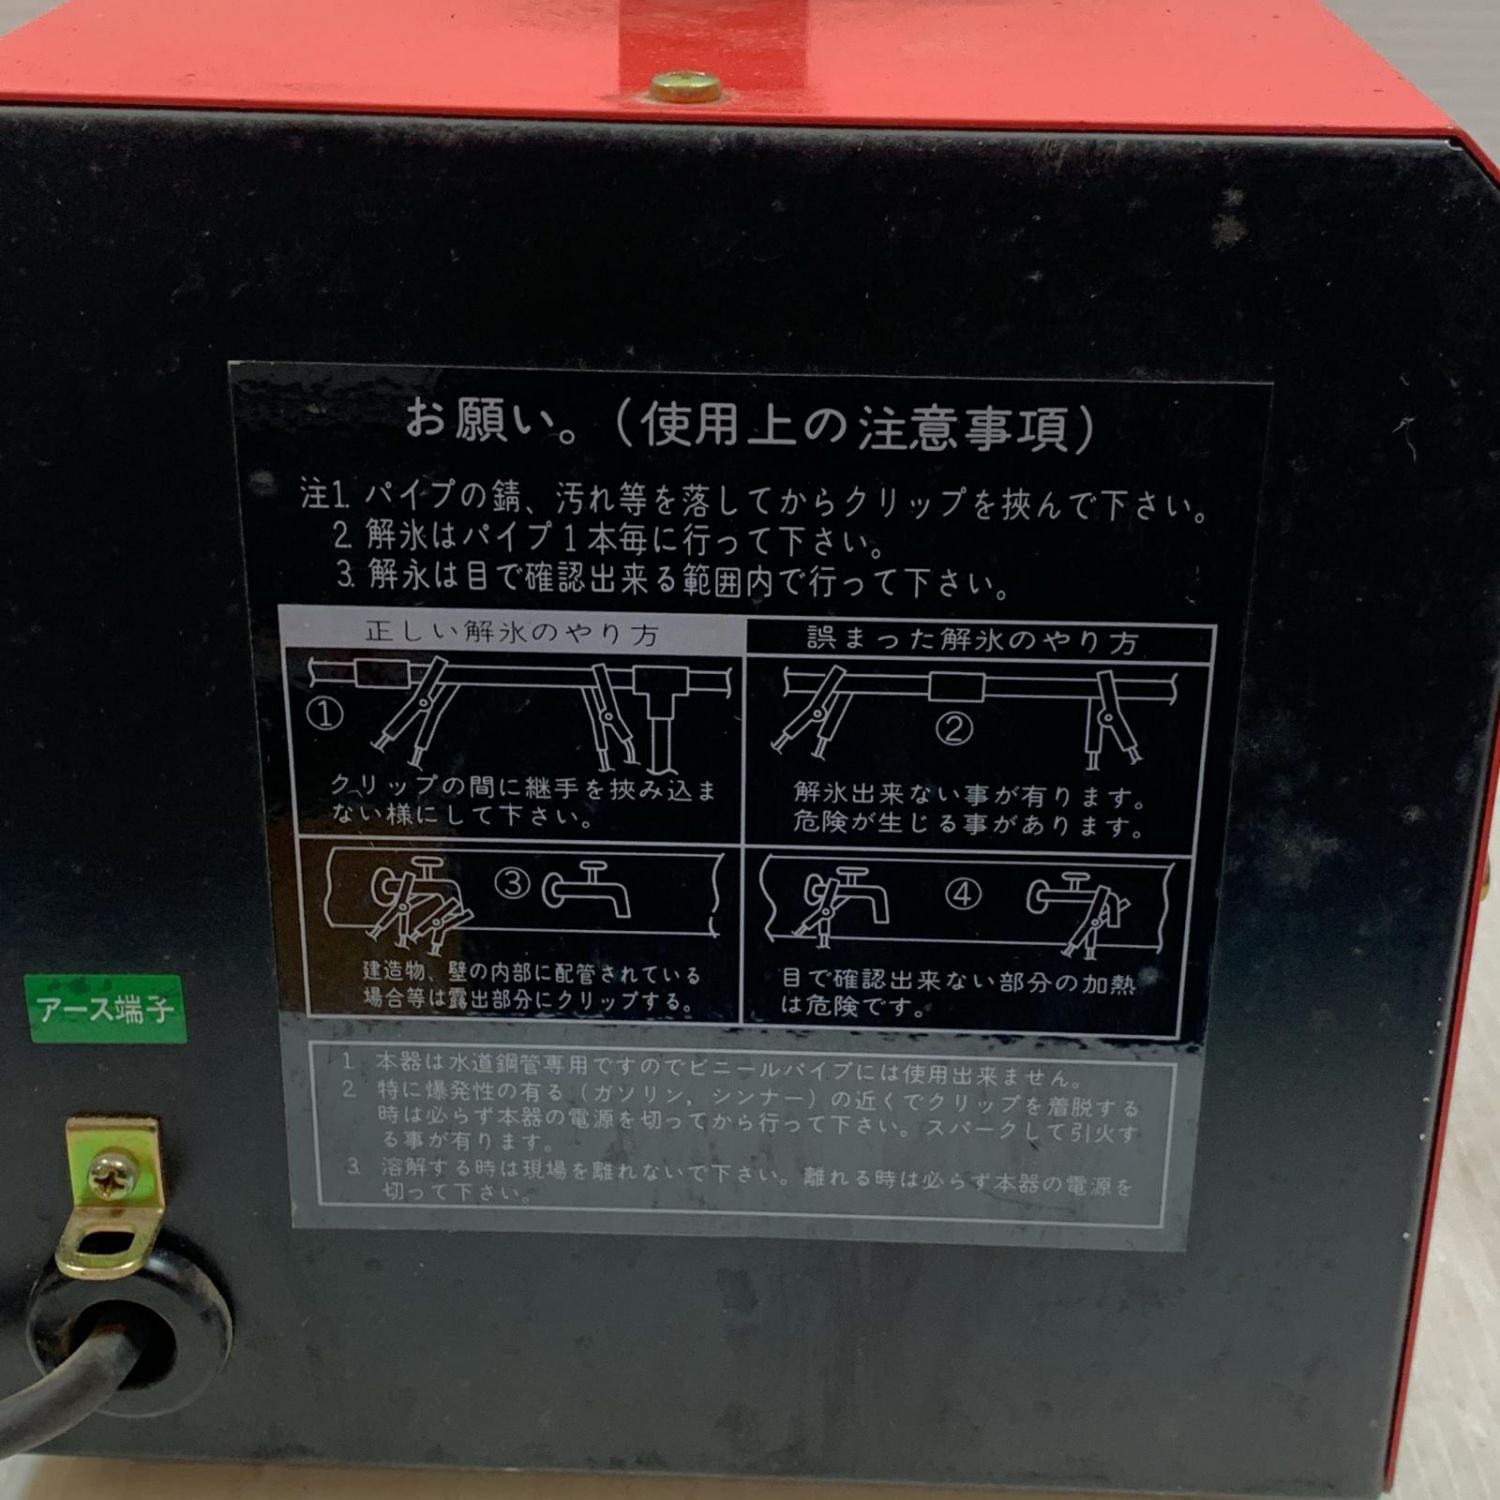 お願い。(使用上の注意事項)
注1. パイプの錆、汚れ等を落してからクリップを挾んで下さい。
2. 解氷はパイプ1本毎に行って下さい。
3. 解永は目で確認出来る範囲内で行って下さい。
正しい解氷のやり方
誤まった解氷のやり方
①
②
クリップの間に継手を挾み込ま
ない様にして下さい。
解氷出来ない事が有ります。
危険が生じる事があります。
③
④
建造物、壁の内部に配管されている
場合等は露出部分にクリップする。
目で確認出来ない部分の加熱
は危険です。
アース端子
1. 本器は水道鋼管専用ですのでビニールパイプには使用出来ません。
2. 特に爆発性の有る(ガソリン, シンナー)の近くでクリップを着脱する
時は必らず本器の電源を切ってから行って下さい。スパークして引火す
る事が有ります。
3. 溶解する時は現場を離れないで下さい。離れる時は必らず本器の電源を
切って下さい。